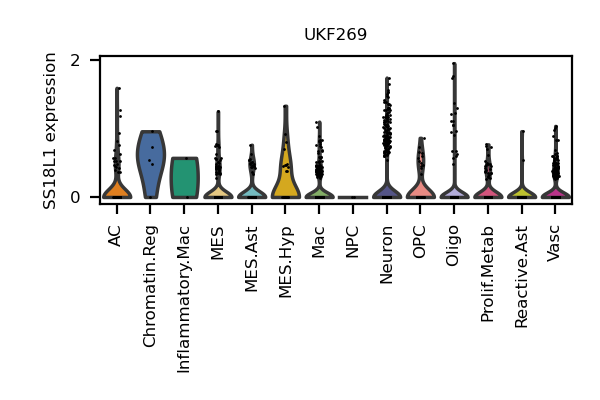 UKF269
SS18L1 expression
2
0
AC
Chromatin.Reg
Inflammatory.Mac
MES
MES.Ast
MES.Hyp
Mac
NPC
Neuron
OPC
Oligo
Prolif.Metab
Reactive.Ast
Vasc